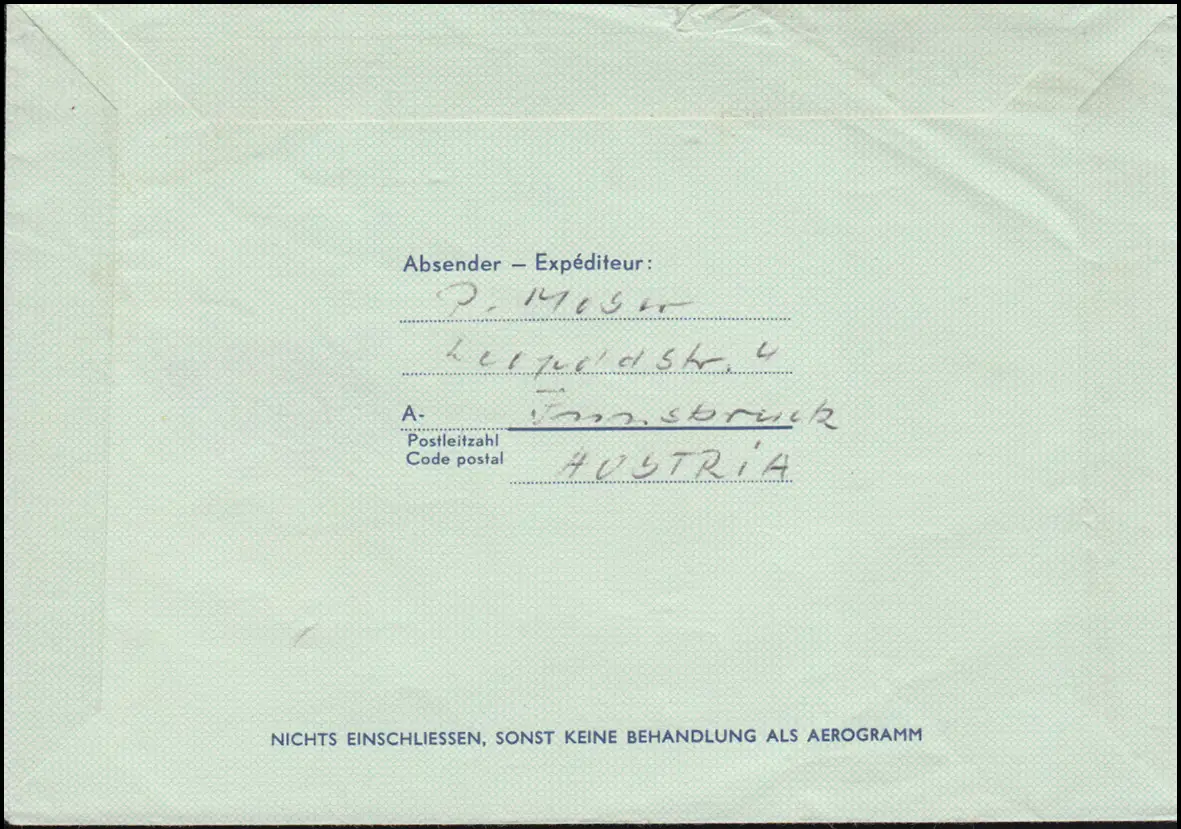 Absender – Expéditeur:
P. Moser
Leopoldstr. 4
A- Innsbruck
Postleitzahl
Code postal
AUSTRiA
NICHTS EINSCHLIESSEN, SONST KEINE BEHANDLUNG ALS AEROGRAMM